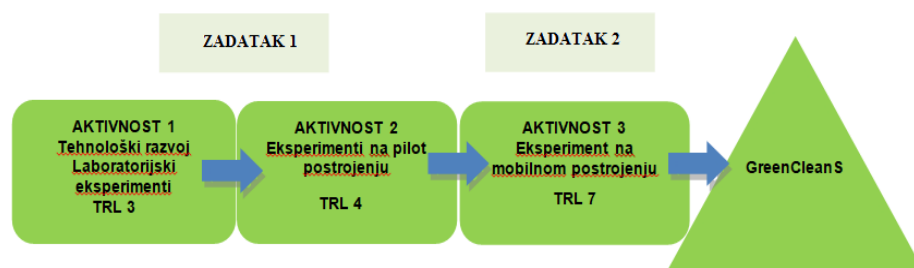 ZADATAK 1
ZADATAK 2
AKTIVNOST 1
Tehnološki razvoj
Laboratorijski
eksperimenti
TRL 3
AKTIVNOST 2
Eksperimenti na pilot
postrojenju
TRL 4
AKTIVNOST 3
Eksperiment na
mobilnom postrojenju
TRL 7
GreenCleanS